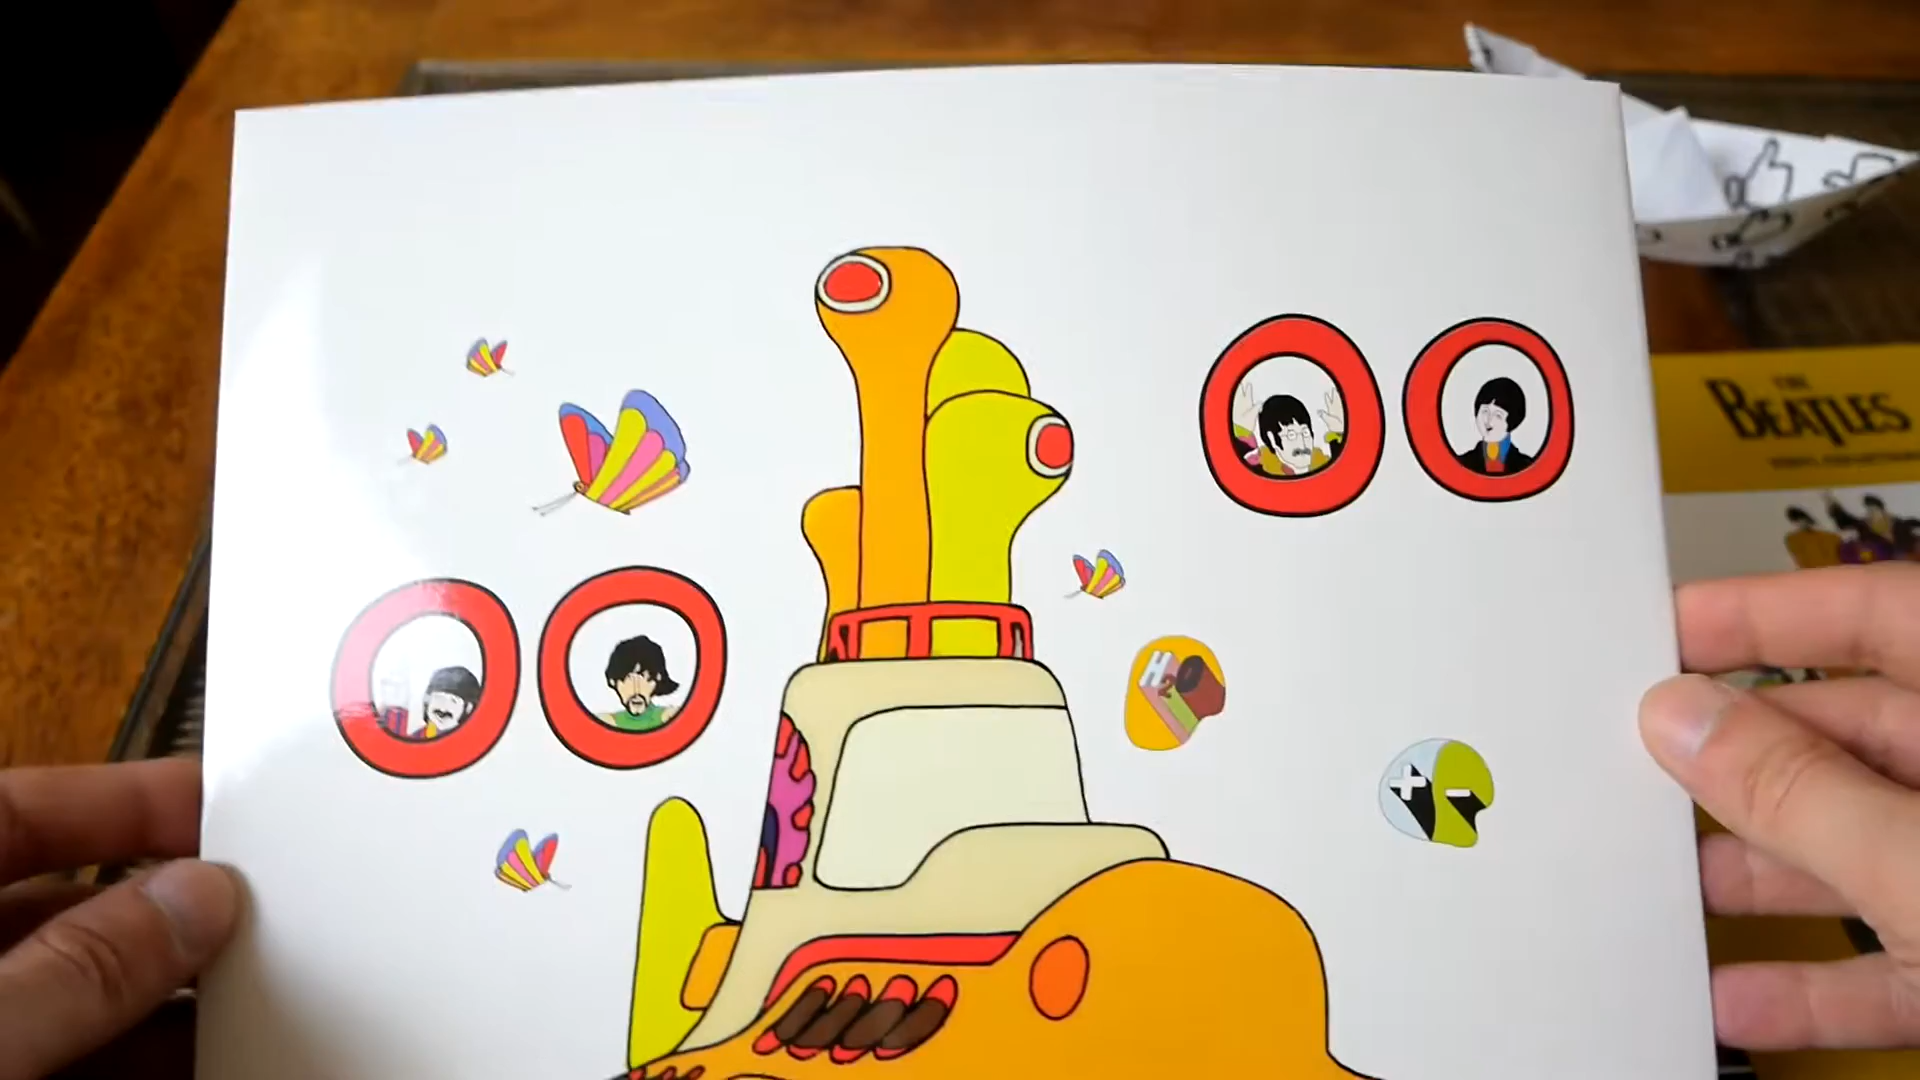 H2O
+ -
THE
BEATLES